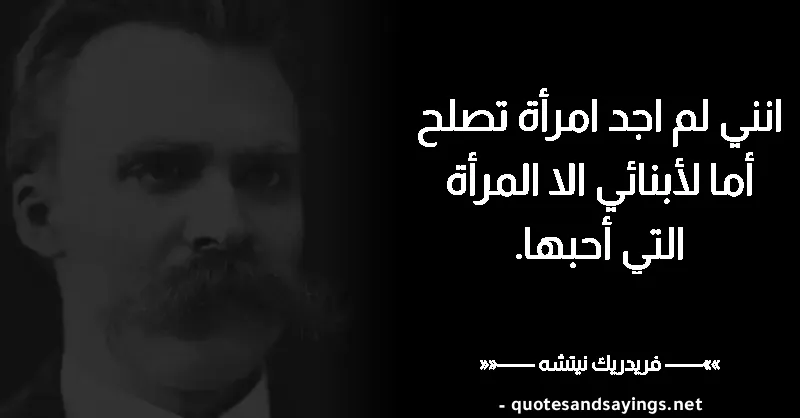 انني لم اجد امرأة تصلح
أما لأبنائي الا المرأة
التي أحبها.
»»—— فريدريك نيتشه ——««
- quotesandsayings.net